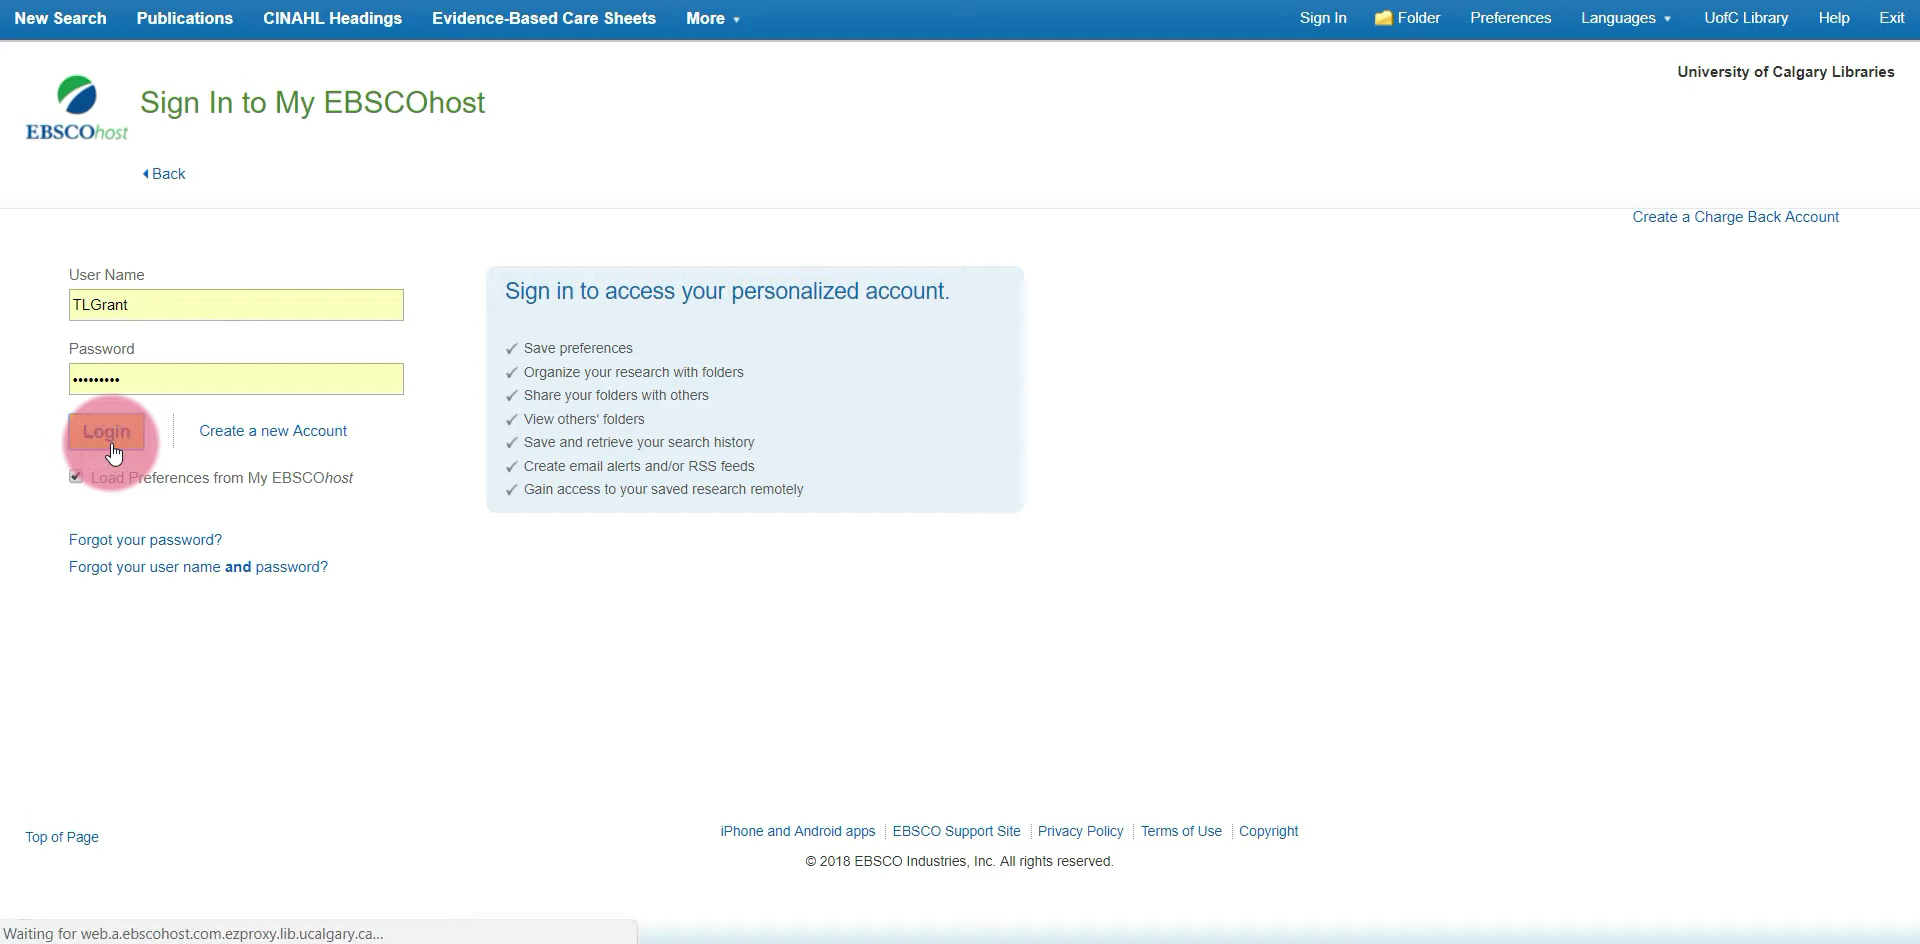 New Search Publications CINAHL Headings Evidence-Based Care Sheets More Sign In Folder Preferences Languages UofC Library Help Exit
University of Calgary Libraries
EBSCOhost
Sign In to My EBSCOhost
Back
Create a Charge Back Account
User Name
TLGrant
Password
•••••••••
Login Create a new Account
Load Preferences from My EBSCOhost
Forgot your password?
Forgot your user name and password?
Sign in to access your personalized account.
Save preferences
Organize your research with folders
Share your folders with others
View others' folders
Save and retrieve your search history
Create email alerts and/or RSS feeds
Gain access to your saved research remotely
Top of Page
iPhone and Android apps EBSCO Support Site Privacy Policy Terms of Use Copyright
© 2018 EBSCO Industries, Inc. All rights reserved.
Waiting for web.a.ebscohost.com.ezproxy.lib.ucalgary.ca...